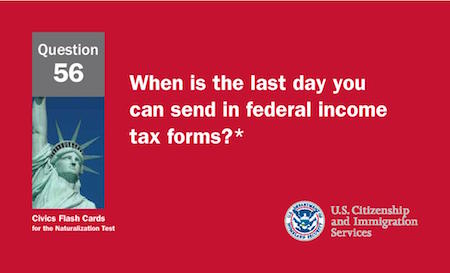 Question
56
When is the last day you
can send in federal income
tax forms?*
Civics Flash Cards
for the Naturalization Test
U.S. Citizenship
and Immigration
Services